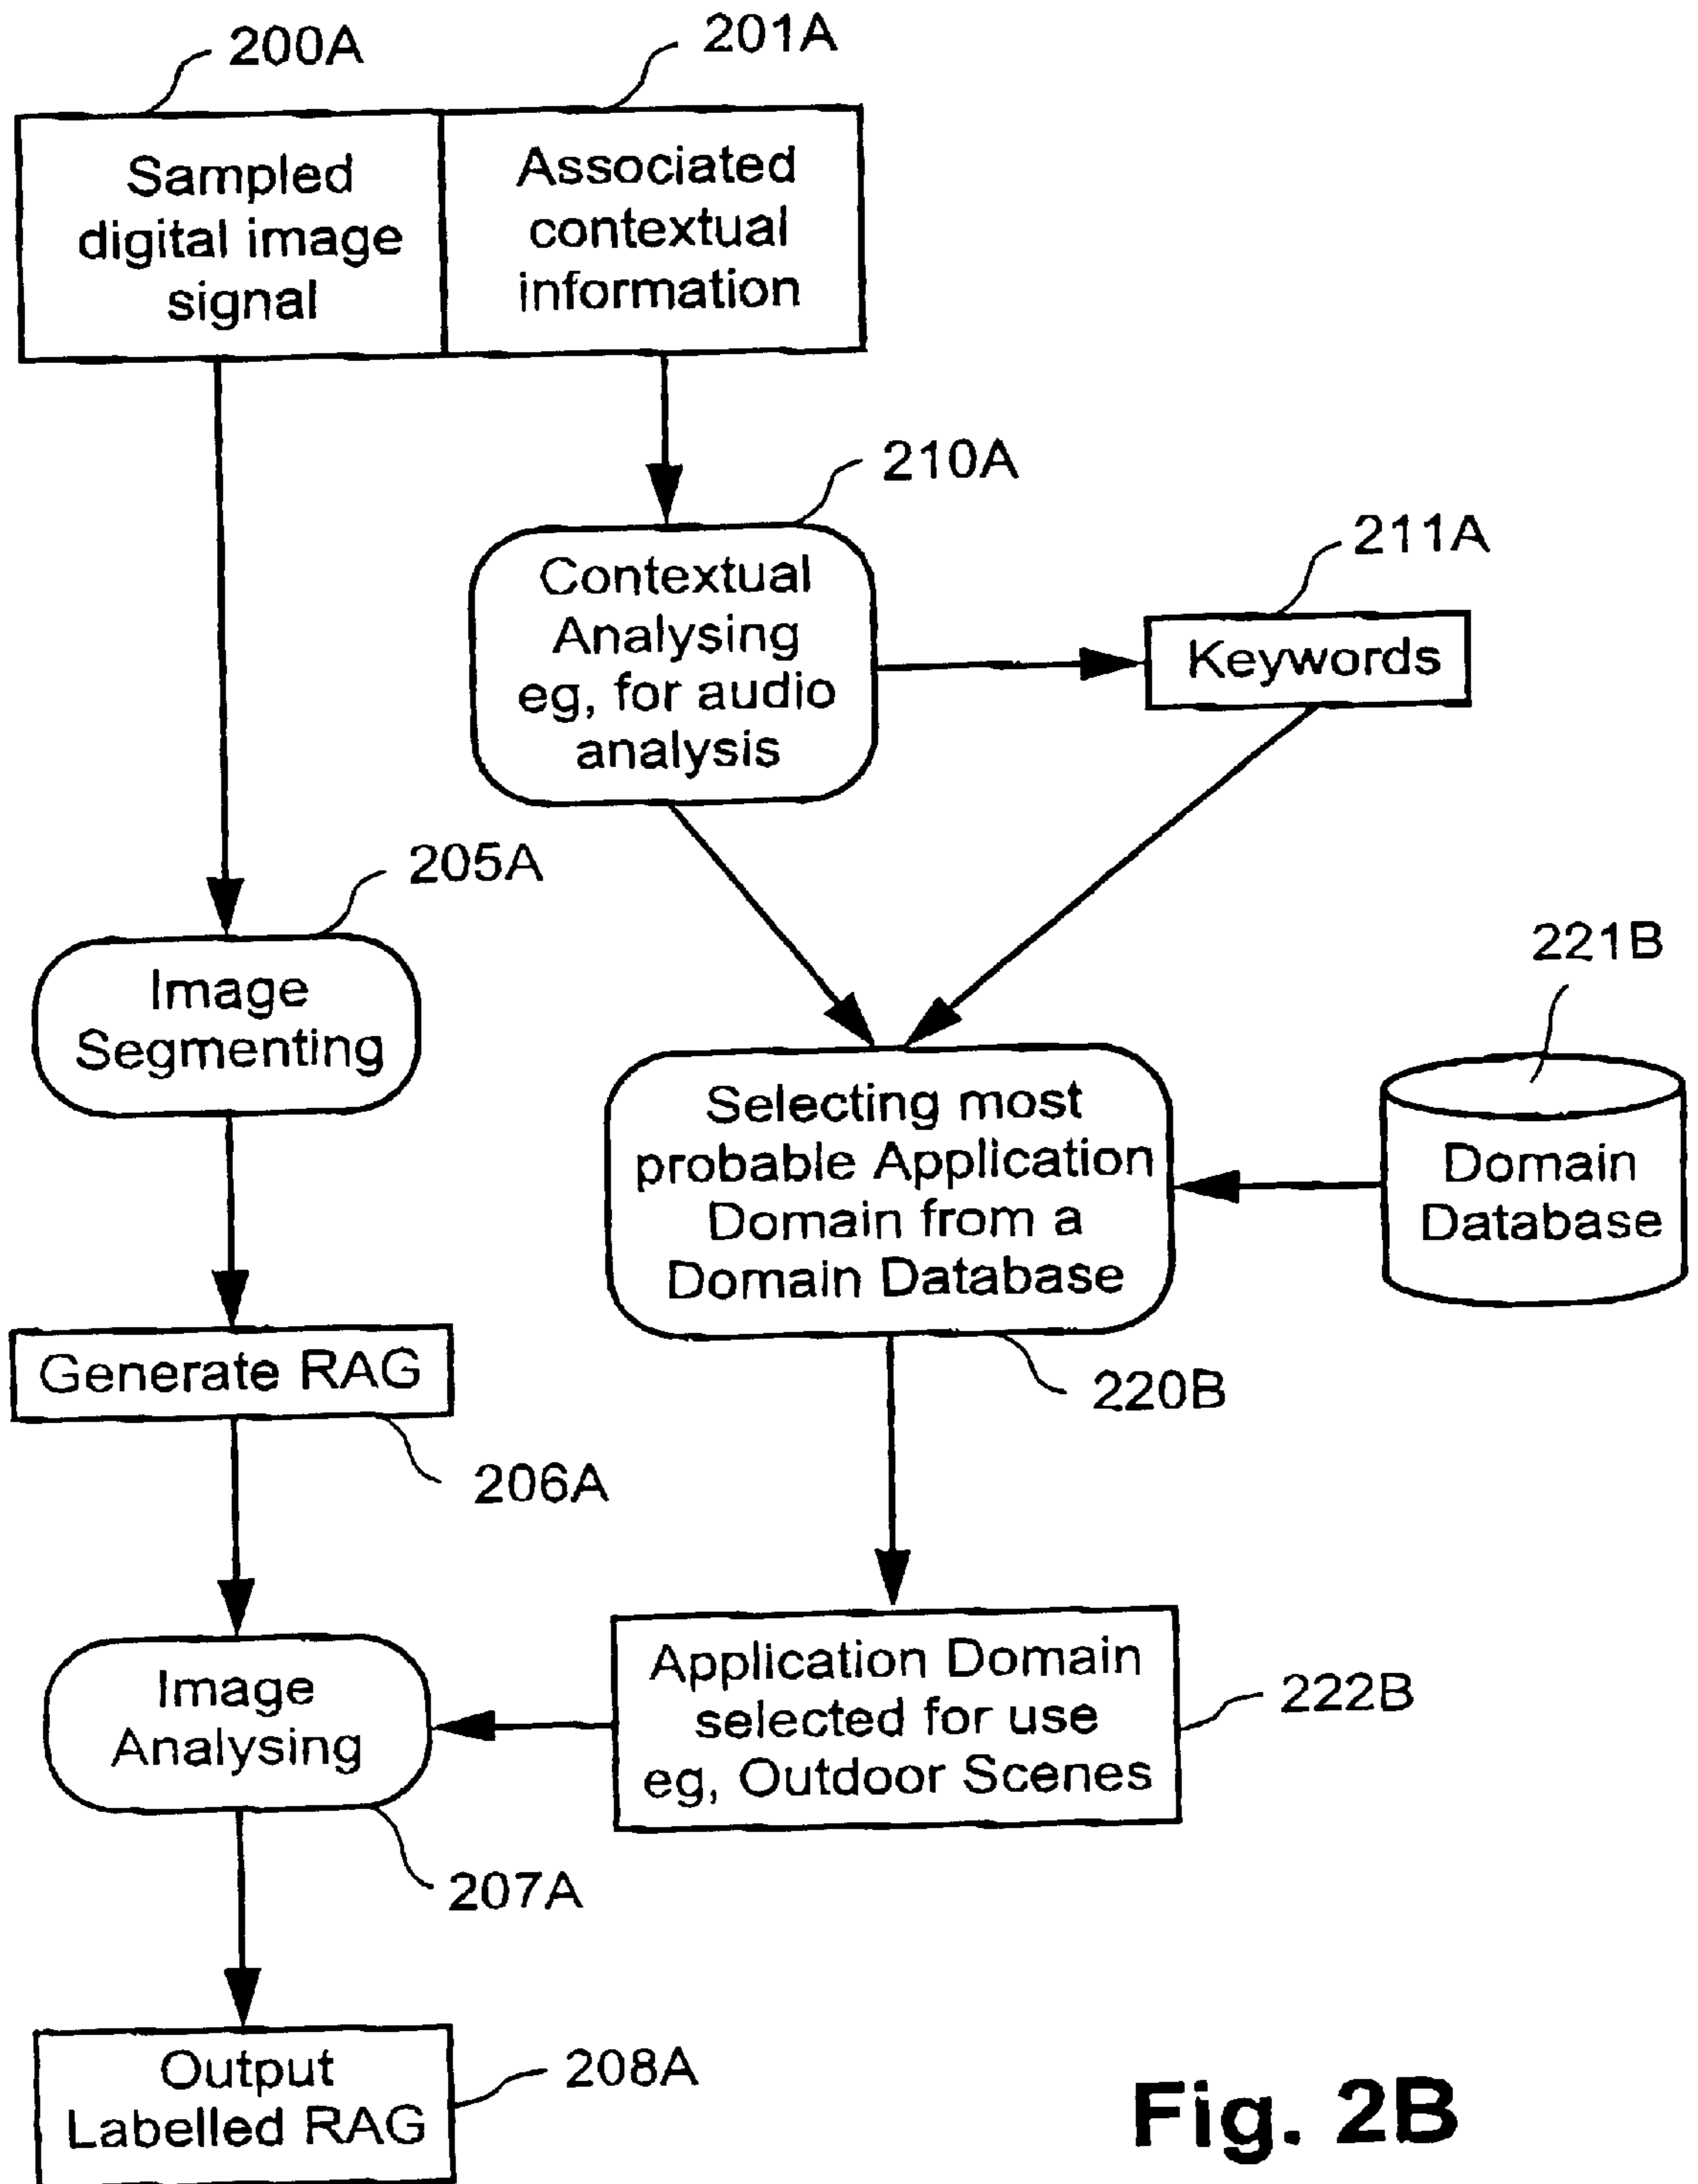 200A
201A
Sampled
digital image
signal
Associated
contextual
information
210A
Contextual
Analysing
eg, for audio
analysis
211A
Keywords
205A
Image
Segmenting
221B
Domain
Database
Selecting most
probable Application
Domain from a
Domain Database
220B
Generate RAG
206A
Image
Analysing
207A
Application Domain
selected for use
eg, Outdoor Scenes
222B
Output
Labelled RAG
208A
Fig. 2B